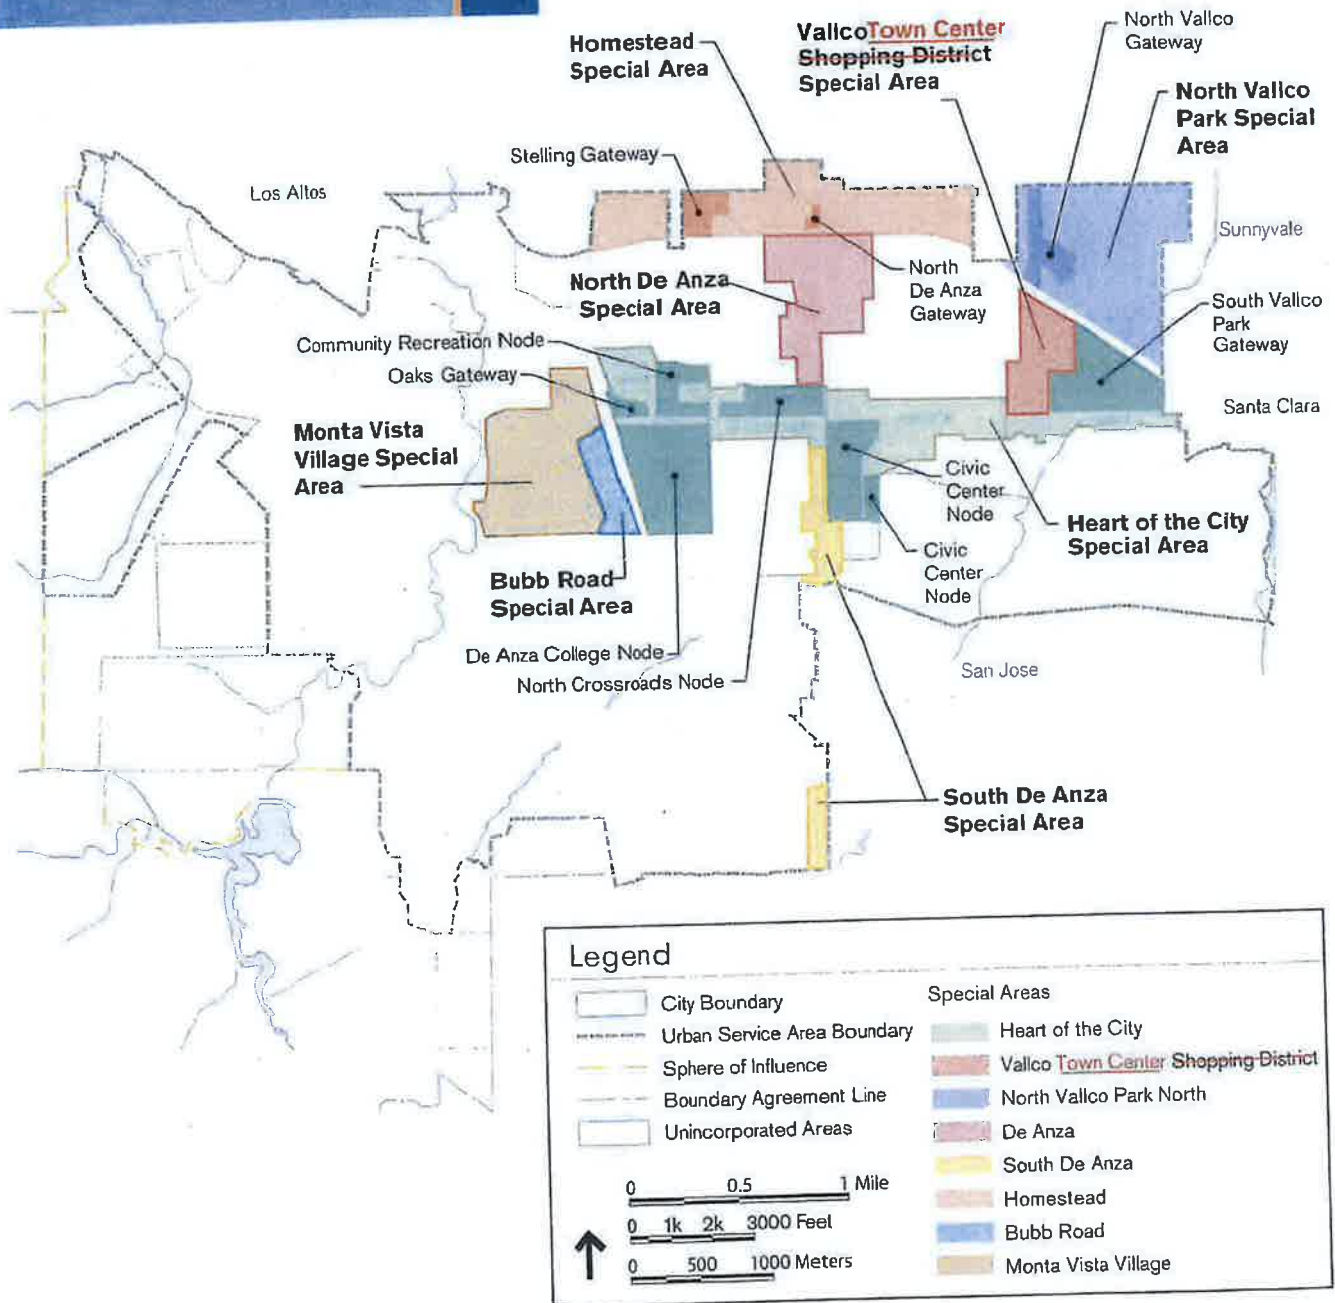 Homestead
Special Area
Vallco Town Center
Shopping District
Special Area
North Vallco
Gateway
North Vallco
Park Special
Area
Stelling Gateway
Los Altos
Sunnyvale
North De Anza
Special Area
North
De Anza
Gateway
South Vallco
Park
Gateway
Community Recreation Node
Oaks Gateway
Santa Clara
Monta Vista
Village Special
Area
Civic
Center
Node
Heart of the City
Special Area
Civic
Center
Node
Bubb Road
Special Area
De Anza College Node
North Crossroads Node
San Jose
South De Anza
Special Area
Legend
City Boundary
Urban Service Area Boundary
Sphere of Influence
Boundary Agreement Line
Unincorporated Areas
Special Areas
Heart of the City
Vallco Town Center Shopping District
North Vallco Park North
De Anza
South De Anza
Homestead
Bubb Road
Monta Vista Village
0 0.5 1 Mile
0 1k 2k 3000 Feet
0 500 1000 Meters